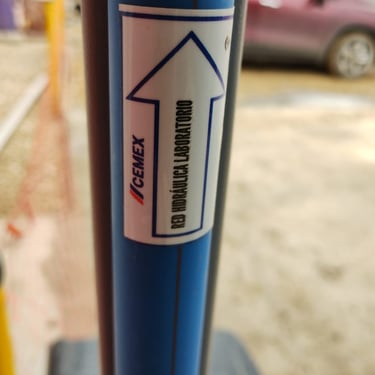 CEMEX
RED HIDRÁULICA LABORATORIO